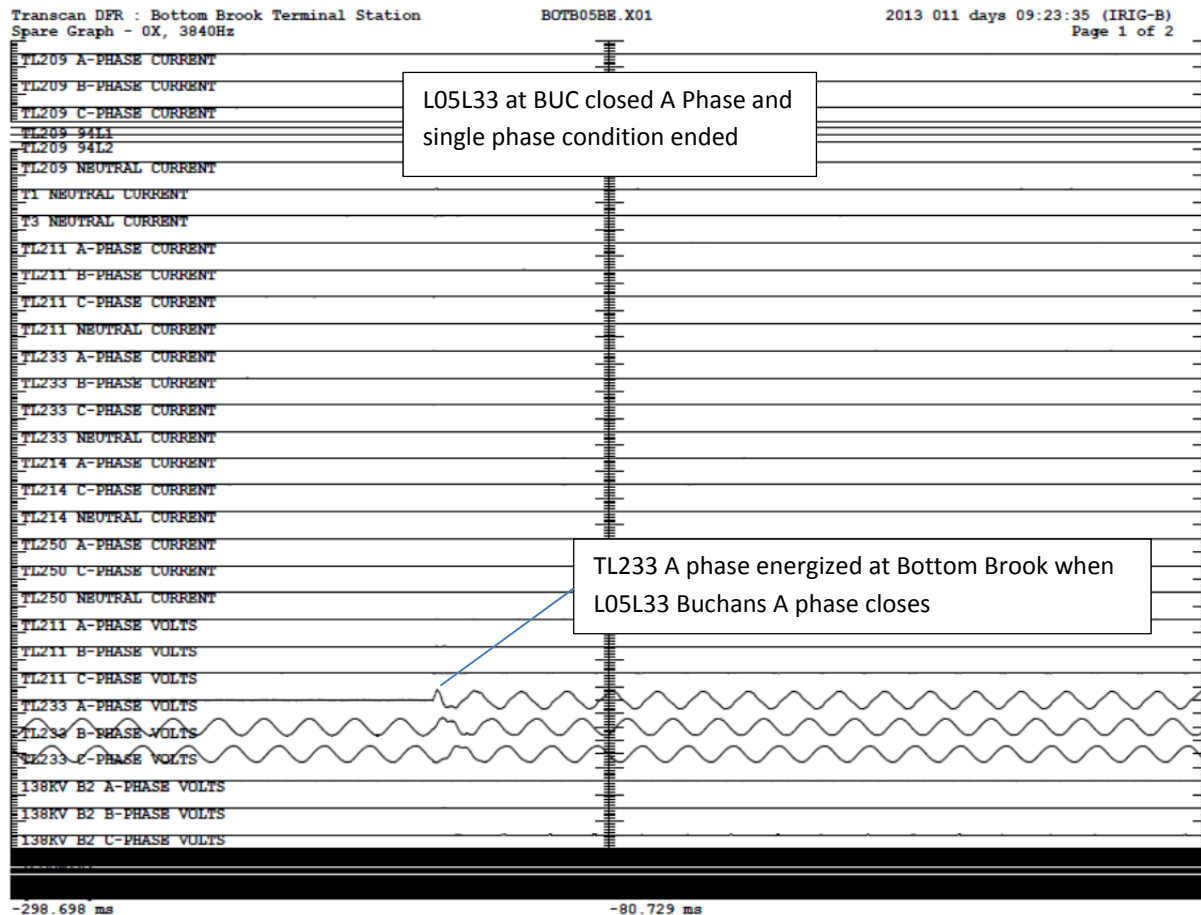 Transcan DFR : Bottom Brook Terminal Station BOTB05BE.X01 2013 011 days 09:23:35 (IRIG-B)
Spare Graph - 0X, 3840Hz Page 1 of 2
TL209 A-PHASE CURRENT
TL209 B-PHASE CURRENT
TL209 C-PHASE CURRENT
TL209 94L1
TL209 94L2
TL209 NEUTRAL CURRENT
L05L33 at BUC closed A Phase and
single phase condition ended
T1 NEUTRAL CURRENT
T3 NEUTRAL CURRENT
TL211 A-PHASE CURRENT
TL211 B-PHASE CURRENT
TL211 C-PHASE CURRENT
TL211 NEUTRAL CURRENT
TL233 A-PHASE CURRENT
TL233 B-PHASE CURRENT
TL233 C-PHASE CURRENT
TL233 NEUTRAL CURRENT
TL214 A-PHASE CURRENT
TL214 C-PHASE CURRENT
TL214 NEUTRAL CURRENT
TL250 A-PHASE CURRENT
TL250 C-PHASE CURRENT
TL250 NEUTRAL CURRENT
TL233 A phase energized at Bottom Brook when
L05L33 Buchans A phase closes
TL211 A-PHASE VOLTS
TL211 B-PHASE VOLTS
TL211 C-PHASE VOLTS
TL233 A-PHASE VOLTS
TL233 B-PHASE VOLTS
TL233 C-PHASE VOLTS
138KV B2 A-PHASE VOLTS
138KV B2 B-PHASE VOLTS
138KV B2 C-PHASE VOLTS
-298.698 ms -80.729 ms